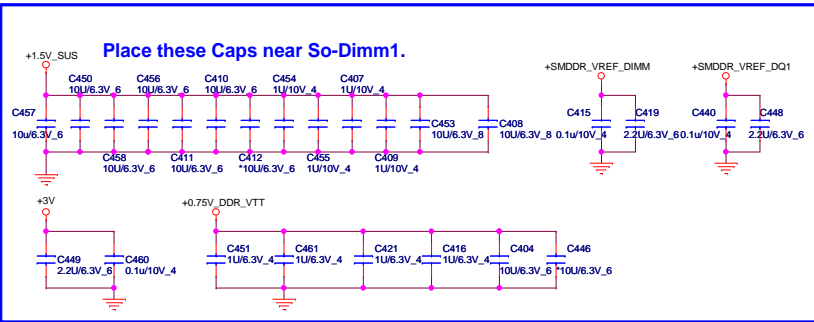 Place these Caps near So-Dimm1.
+1.5V_SUS
+SMDDR_VREF_DIMM
+SMDDR_VREF_DQ1
C450
10U/6.3V_6
C456
10U/6.3V_6
C410
10U/6.3V_6
C454
1U/10V_4
C407
1U/10V_4
C457
10u/6.3V_6
C453
10U/6.3V_8
C408
10U/6.3V_8
C415
0.1u/10V_4
C419
2.2U/6.3V_6
C440
0.1u/10V_4
C448
2.2U/6.3V_6
C458
10U/6.3V_6
C411
10U/6.3V_6
C412
*10U/6.3V_6
C455
1U/10V_4
C409
1U/10V_4
+3V
+0.75V_DDR_VTT
C449
2.2U/6.3V_6
C460
0.1u/10V_4
C451
1U/6.3V_4
C461
1U/6.3V_4
C421
1U/6.3V_4
C416
1U/6.3V_4
C404
10U/6.3V_6
C446
*10U/6.3V_6